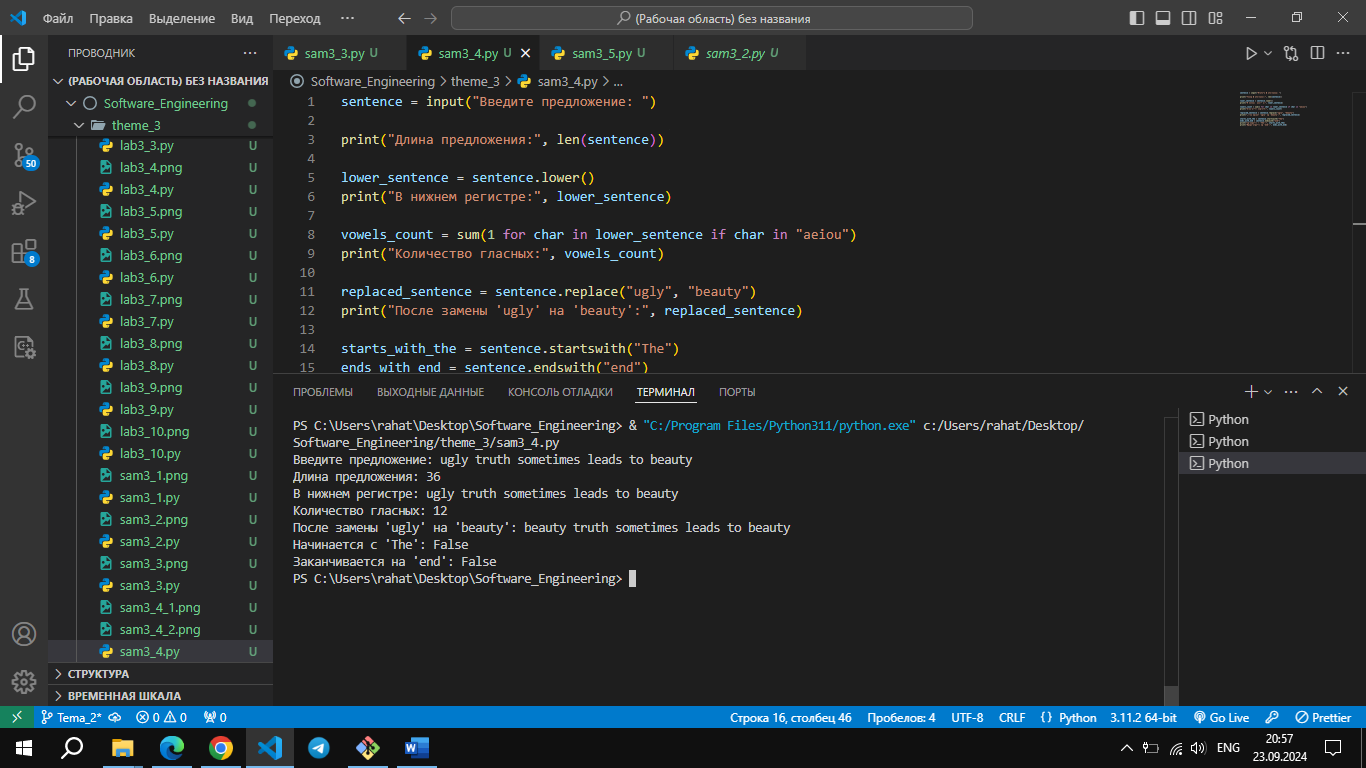 Файл Правка Выделение Вид Переход ··· (Рабочая область) без названия
ПРОВОДНИК ···
(РАБОЧАЯ ОБЛАСТЬ) БЕЗ НАЗВАНИЯ
Software_Engineering
theme_3
lab3_3.py U
lab3_4.png U
lab3_4.py U
lab3_5.png U
lab3_5.py U
lab3_6.png U
lab3_6.py U
lab3_7.png U
lab3_7.py U
lab3_8.png U
lab3_8.py U
lab3_9.png U
lab3_9.py U
lab3_10.png U
lab3_10.py U
sam3_1.png U
sam3_1.py U
sam3_2.png U
sam3_2.py U
sam3_3.png U
sam3_3.py U
sam3_4_1.png U
sam3_4_2.png U
sam3_4.py U
СТРУКТУРА
ВРЕМЕННАЯ ШКАЛА
50
8
sam3_3.py U sam3_4.py U sam3_5.py U sam3_2.py U
Software_Engineering > theme_3 > sam3_4.py > ...
1 sentence = input("Введите предложение: ")
2
3 print("Длина предложения:", len(sentence))
4
5 lower_sentence = sentence.lower()
6 print("В нижнем регистре:", lower_sentence)
7
8 vowels_count = sum(1 for char in lower_sentence if char in "aeiou")
9 print("Количество гласных:", vowels_count)
10
11 replaced_sentence = sentence.replace("ugly", "beauty")
12 print("После замены 'ugly' на 'beauty':", replaced_sentence)
13
14 starts_with_the = sentence.startswith("The")
15 ends_with_end = sentence.endswith("end")
ПРОБЛЕМЫ ВЫХОДНЫЕ ДАННЫЕ КОНСОЛЬ ОТЛАДКИ ТЕРМИНАЛ ПОРТЫ
PS C:\Users\rahat\Desktop\Software_Engineering> & "C:/Program Files/Python311/python.exe" c:/Users/rahat/Desktop/
Software_Engineering/theme_3/sam3_4.py
Введите предложение: ugly truth sometimes leads to beauty
Длина предложения: 36
В нижнем регистре: ugly truth sometimes leads to beauty
Количество гласных: 12
После замены 'ugly' на 'beauty': beauty truth sometimes leads to beauty
Начинается с 'The': False
Заканчивается на 'end': False
PS C:\Users\rahat\Desktop\Software_Engineering>
Python
Python
Python
Tema_2* 0 0 0 Строка 16, столбец 46 Пробелов: 4 UTF-8 CRLF {} Python 3.11.2 64-bit Go Live Prettier
ENG 20:57
23.09.2024